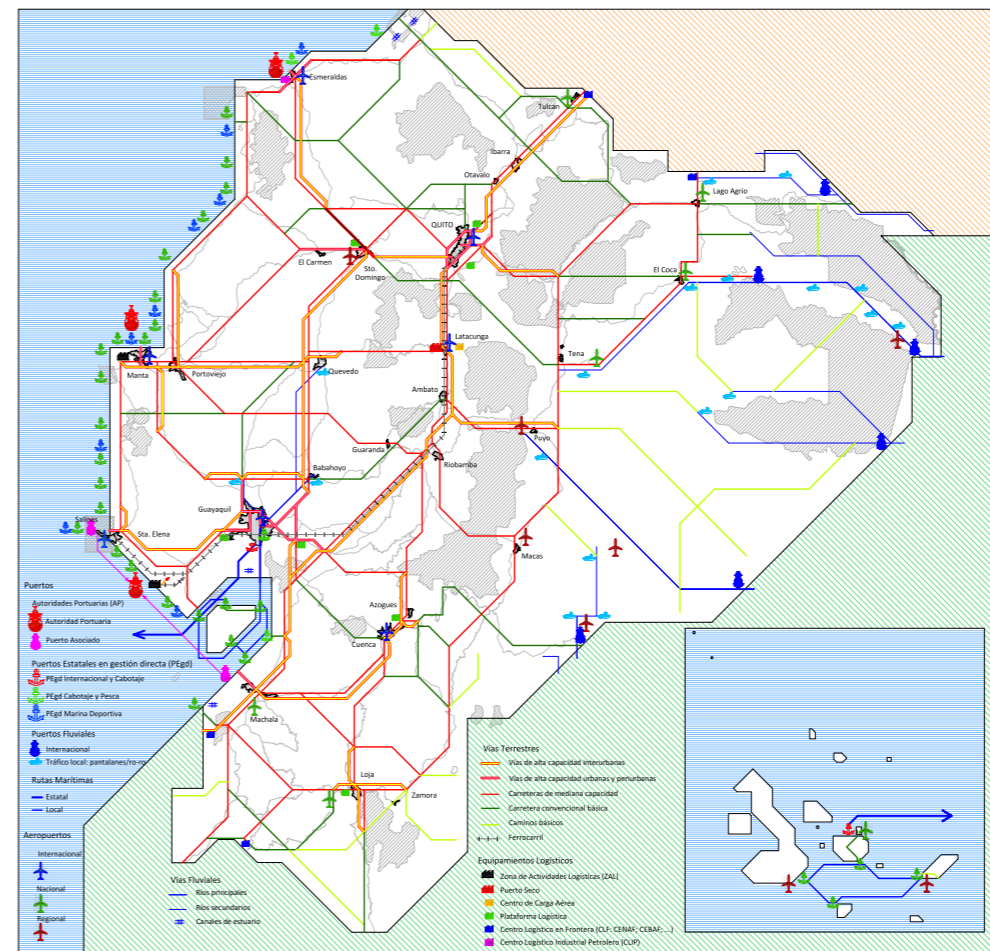 Esmeraldas
Tulcan
Ibarra
Otavalo
Lago Agrio
QUITO
El Carmen
Sto.
Domingo
El Coca
Latacunga
Manta
Portoviejo
Quevedo
Tena
Ambato
Guaranda
Puyo
Riobamba
Babahoyo
Guayaquil
Salinas
Sta. Elena
Macas
Azogues
Cuenca
Machala
Loja
Zamora
Puertos
Autoridades Portuarias (AP)
Autoridad Portuaria
Puerto Asociado
Puertos Estatales en gestión directa (PEgd)
PEgd Internacional y Cabotaje
PEgd Cabotaje y Pesca
PEgd Marina Deportiva
Puertos Fluviales
Internacional
Tráfico local: pantalanes/ro-ro
Rutas Marítimas
Estatal
Local
Aeropuertos
Internacional
Nacional
Regional
Vías Fluviales
Ríos principales
Ríos secundarios
Canales de estuario
Vías Terrestres
Vías de alta capacidad interurbanas
Vías de alta capacidad urbanas y periurbanas
Carreteras de mediana capacidad
Carretera convencional básica
Caminos básicos
Ferrocarril
Equipamientos Logísticos
Zona de Actividades Logísticas (ZAL)
Puerto Seco
Centro de Carga Aérea
Plataforma Logística
Centro Logístico en Frontera (CLF: CENAF; CEBAF; ...)
Centro Logístico Industrial Petrolero (CLIP)